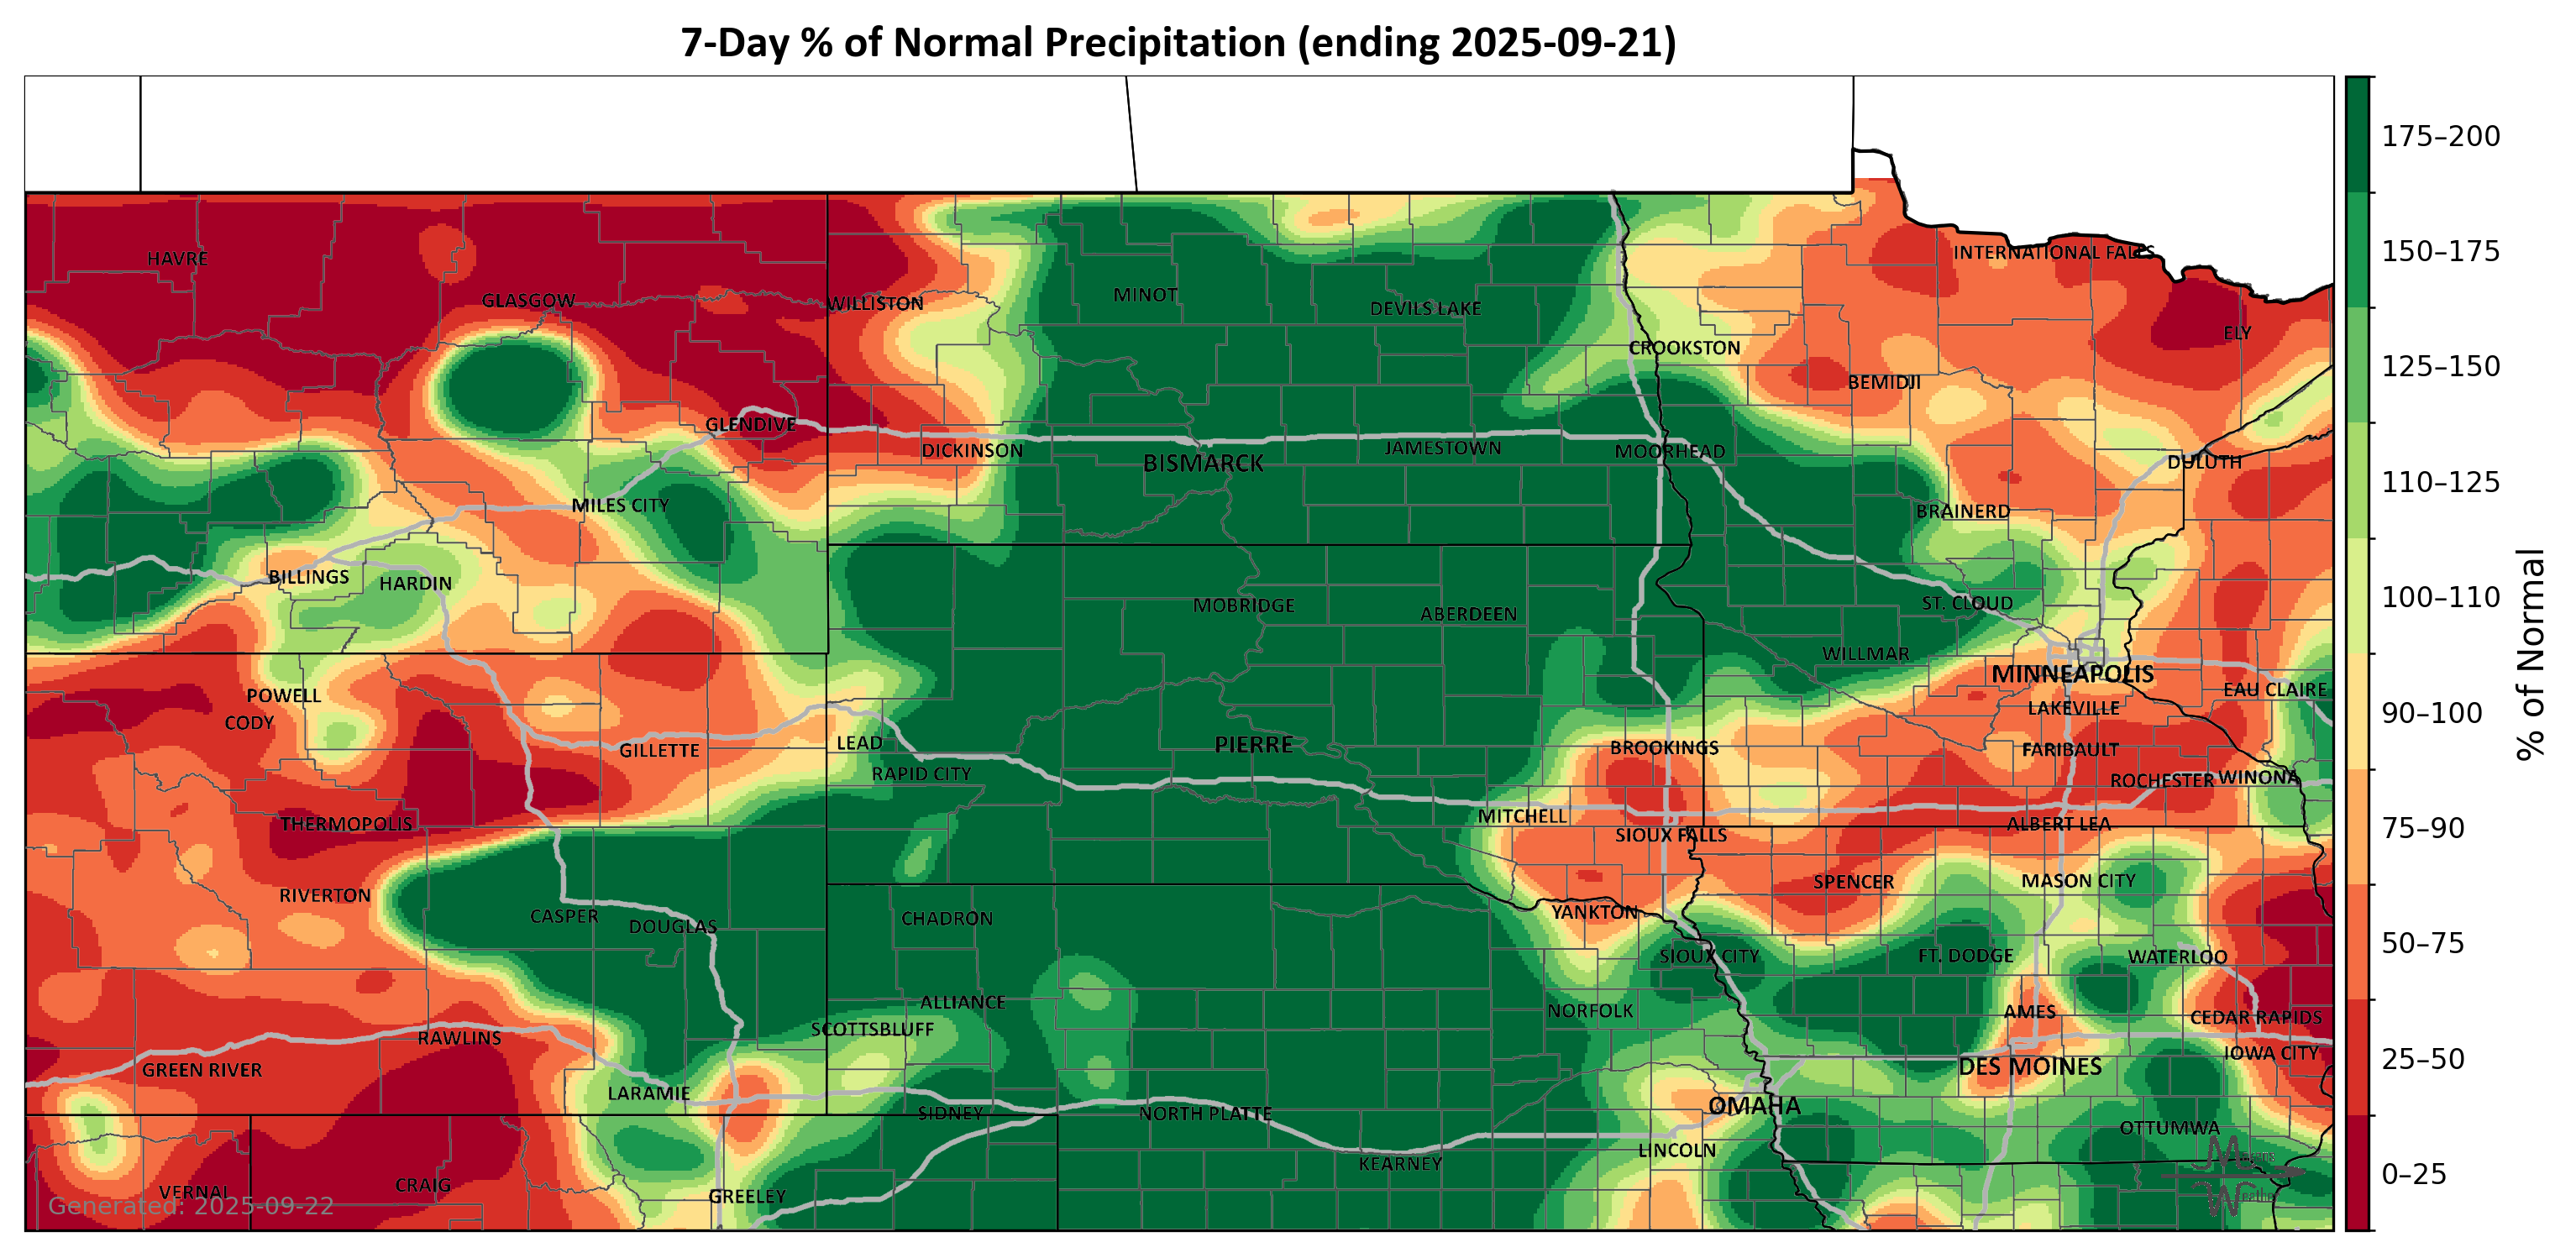 7-Day % of Normal Precipitation (ending 2025-09-21)
175–200
150–175
125–150
110–125
100–110
90–100
75–90
50–75
25–50
0–25
% of Normal
HAVRE
GLASGOW
WILLISTON
MINOT
DEVILS LAKE
INTERNATIONAL FALLS
ELY
CROOKSTON
BEMIDJI
GLENDIVE
DICKINSON
BISMARCK
JAMESTOWN
MOORHEAD
DULUTH
MILES CITY
BRAINERD
BILLINGS
HARDIN
MOBRIDGE
ABERDEEN
ST. CLOUD
WILLMAR
MINNEAPOLIS
POWELL
EAU CLAIRE
CODY
LAKEVILLE
GILLETTE
LEAD
PIERRE
BROOKINGS
FARIBAULT
RAPID CITY
ROCHESTER
WINONA
THERMOPOLIS
MITCHELL
SIOUX FALLS
ALBERT LEA
RIVERTON
SPENCER
MASON CITY
CASPER
DOUGLAS
CHADRON
YANKTON
SIOUX CITY
FT. DODGE
WATERLOO
ALLIANCE
NORFOLK
AMES
CEDAR RAPIDS
SCOTTSBLUFF
RAWLINS
IOWA CITY
GREEN RIVER
DES MOINES
LARAMIE
SIDNEY
NORTH PLATTE
OMAHA
OTTUMWA
LINCOLN
KEARNEY
VERNAL
CRAIG
GREELEY
Generated: 2025-09-22